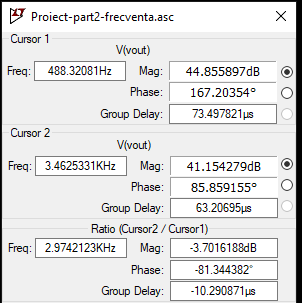 Proiect-part2-frecventa.asc
Cursor 1
V(vout)
Freq: 488.32081Hz Mag: 44.855897dB
Phase: 167.20354°
Group Delay: 73.497821µs
Cursor 2
V(vout)
Freq: 3.4625331KHz Mag: 41.154279dB
Phase: 85.859155°
Group Delay: 63.20695µs
Ratio (Cursor2 / Cursor1)
Freq: 2.9742123KHz Mag: -3.7016188dB
Phase: -81.344382°
Group Delay: -10.290871µs